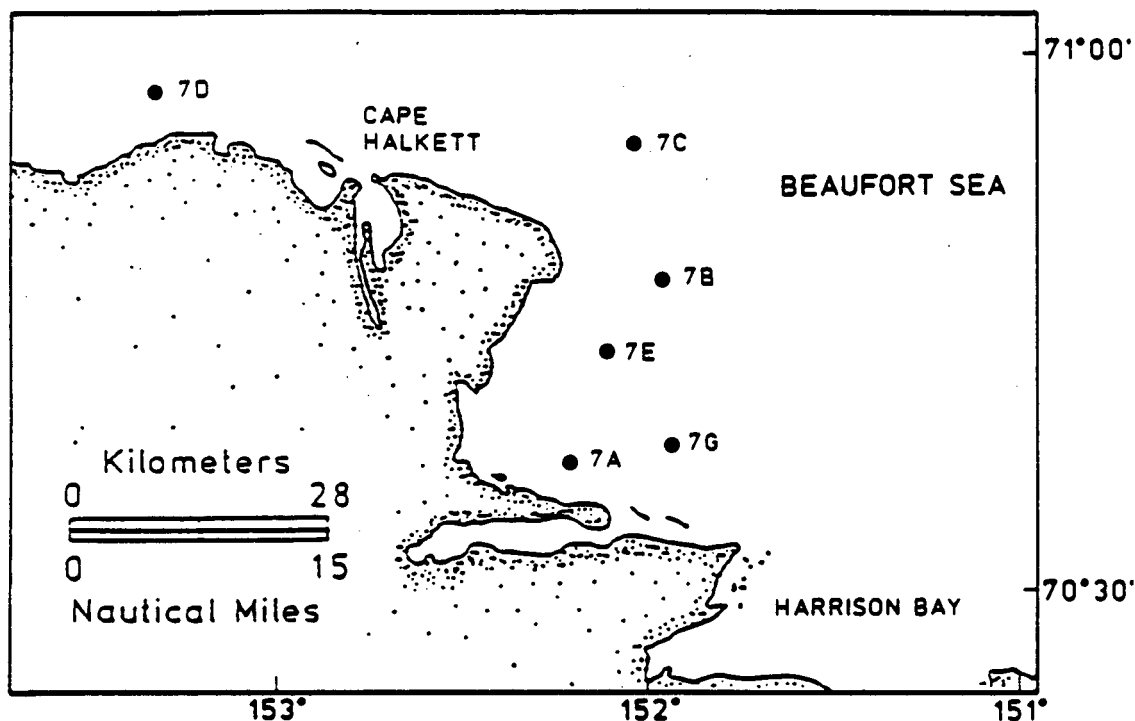 71°00'
7D
CAPE
HALKETT
7C
BEAUFORT SEA
7B
7E
7G
7A
Kilometers
0 28
0 15
Nautical Miles
70°30'
HARRISON BAY
153°
152°
151°